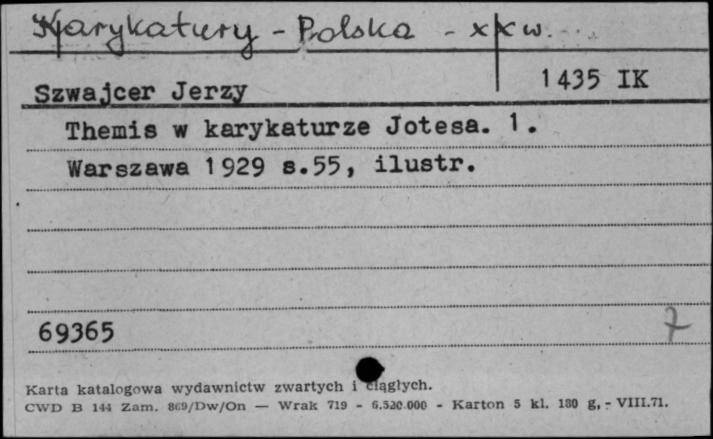 Karykatury - Polska - XX w.
Szwajcer Jerzy
1435 IK
Themis w karykaturze Jotesa. 1.
Warszawa 1929 s.55, ilustr.
69365
7
Karta katalogowa wydawnictw zwartych i ciągłych.
CWD B 144 Zam. 869/Dw/On — Wrak 719 - 6.520.000 - Karton 5 kl. 180 g, - VIII.71.